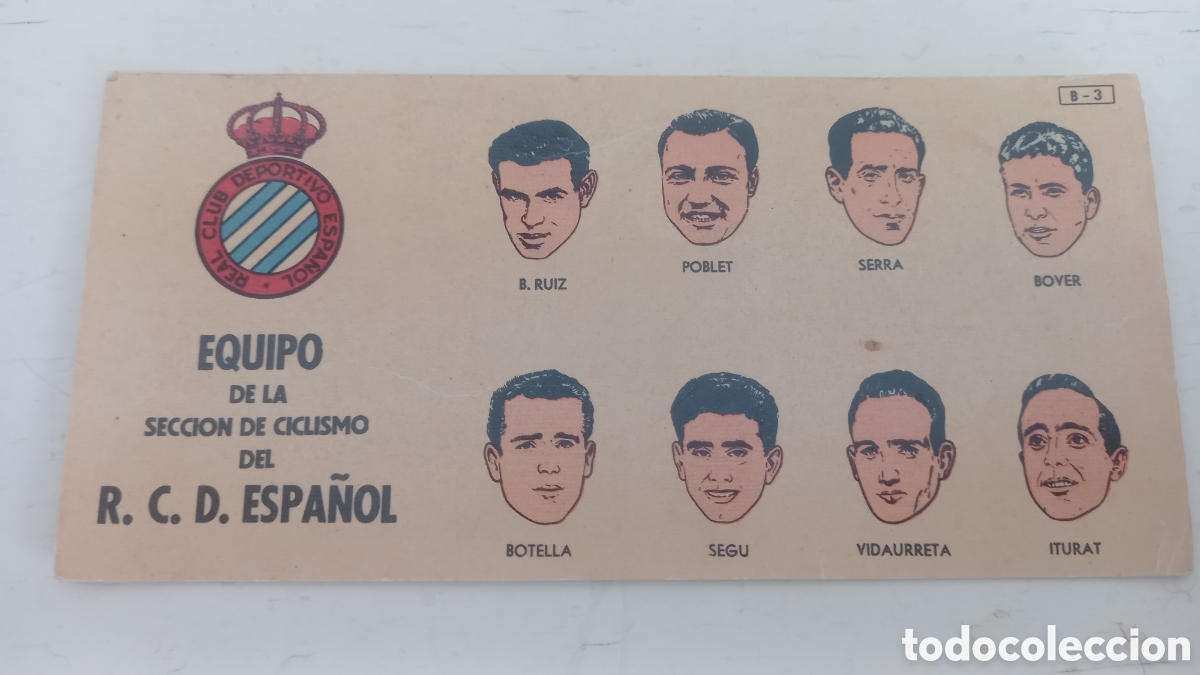 B-3
REAL CLUB DEPORTIVO ESPAÑOL
EQUIPO
DE LA
SECCION DE CICLISMO
DEL
R. C. D. ESPAÑOL
B. RUIZ
POBLET
SERRA
BOVER
BOTELLA
SEGU
VIDAURRETA
ITURAT
todocoleccion